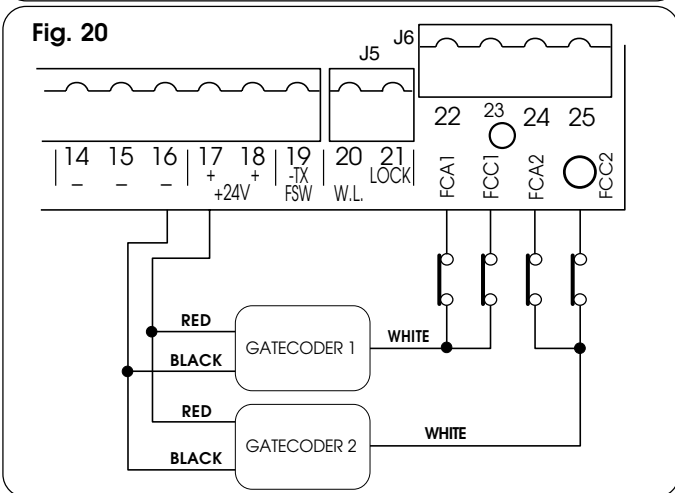 Fig. 20
J6
J5
22 23 24 25
14 15 16 17 18 19 20 21
– – – + + -TX LOCK
+24V FSW W.L.
FCA1 FCC1 FCA2 FCC2
RED
GATECODER 1
WHITE
BLACK
RED
GATECODER 2
WHITE
BLACK